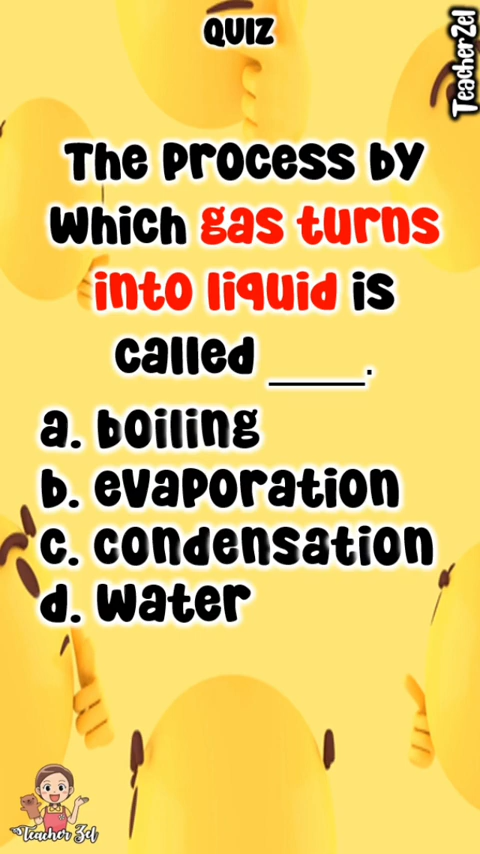 QUIZ
TeacherZel
The process by
Which gas turns
into liquid is
called ____.
a. boiling
b. evaporation
c. condensation
d. Water
Teacher Zel